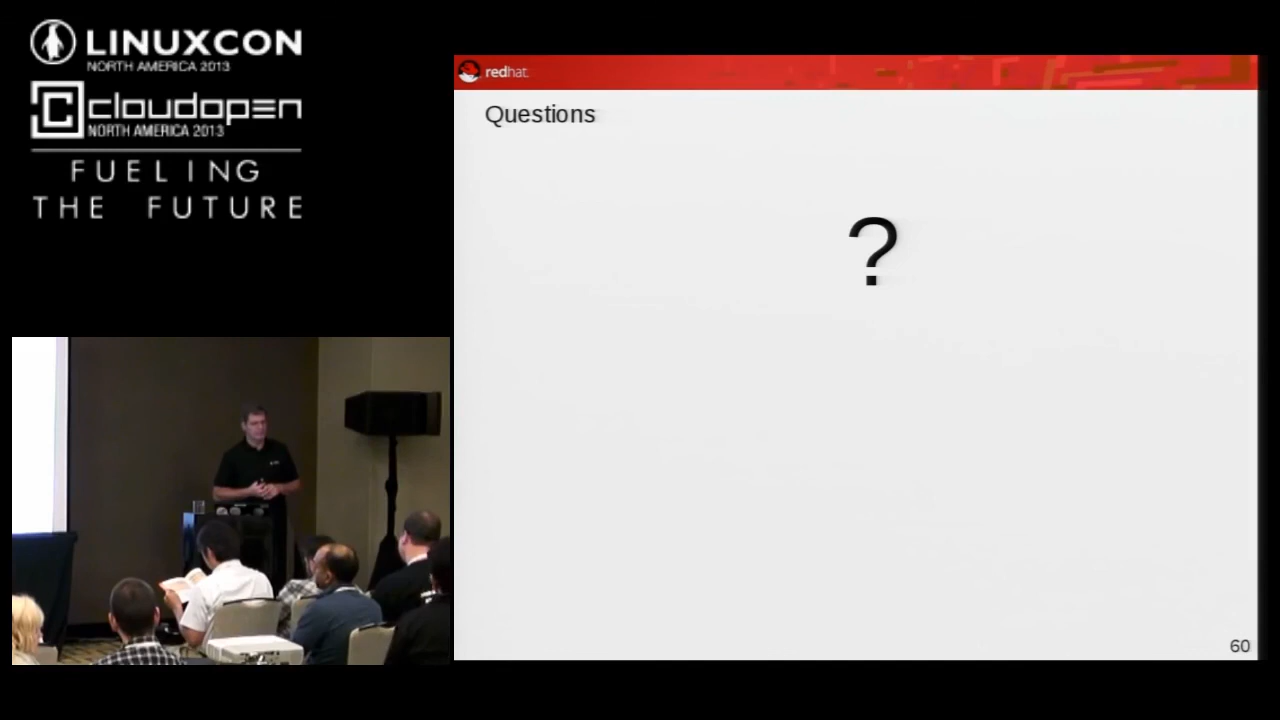 LINUXCON
NORTH AMERICA 2013
cloudopen
NORTH AMERICA 2013
FUELING
THE FUTURE
redhat.
Questions
?
60